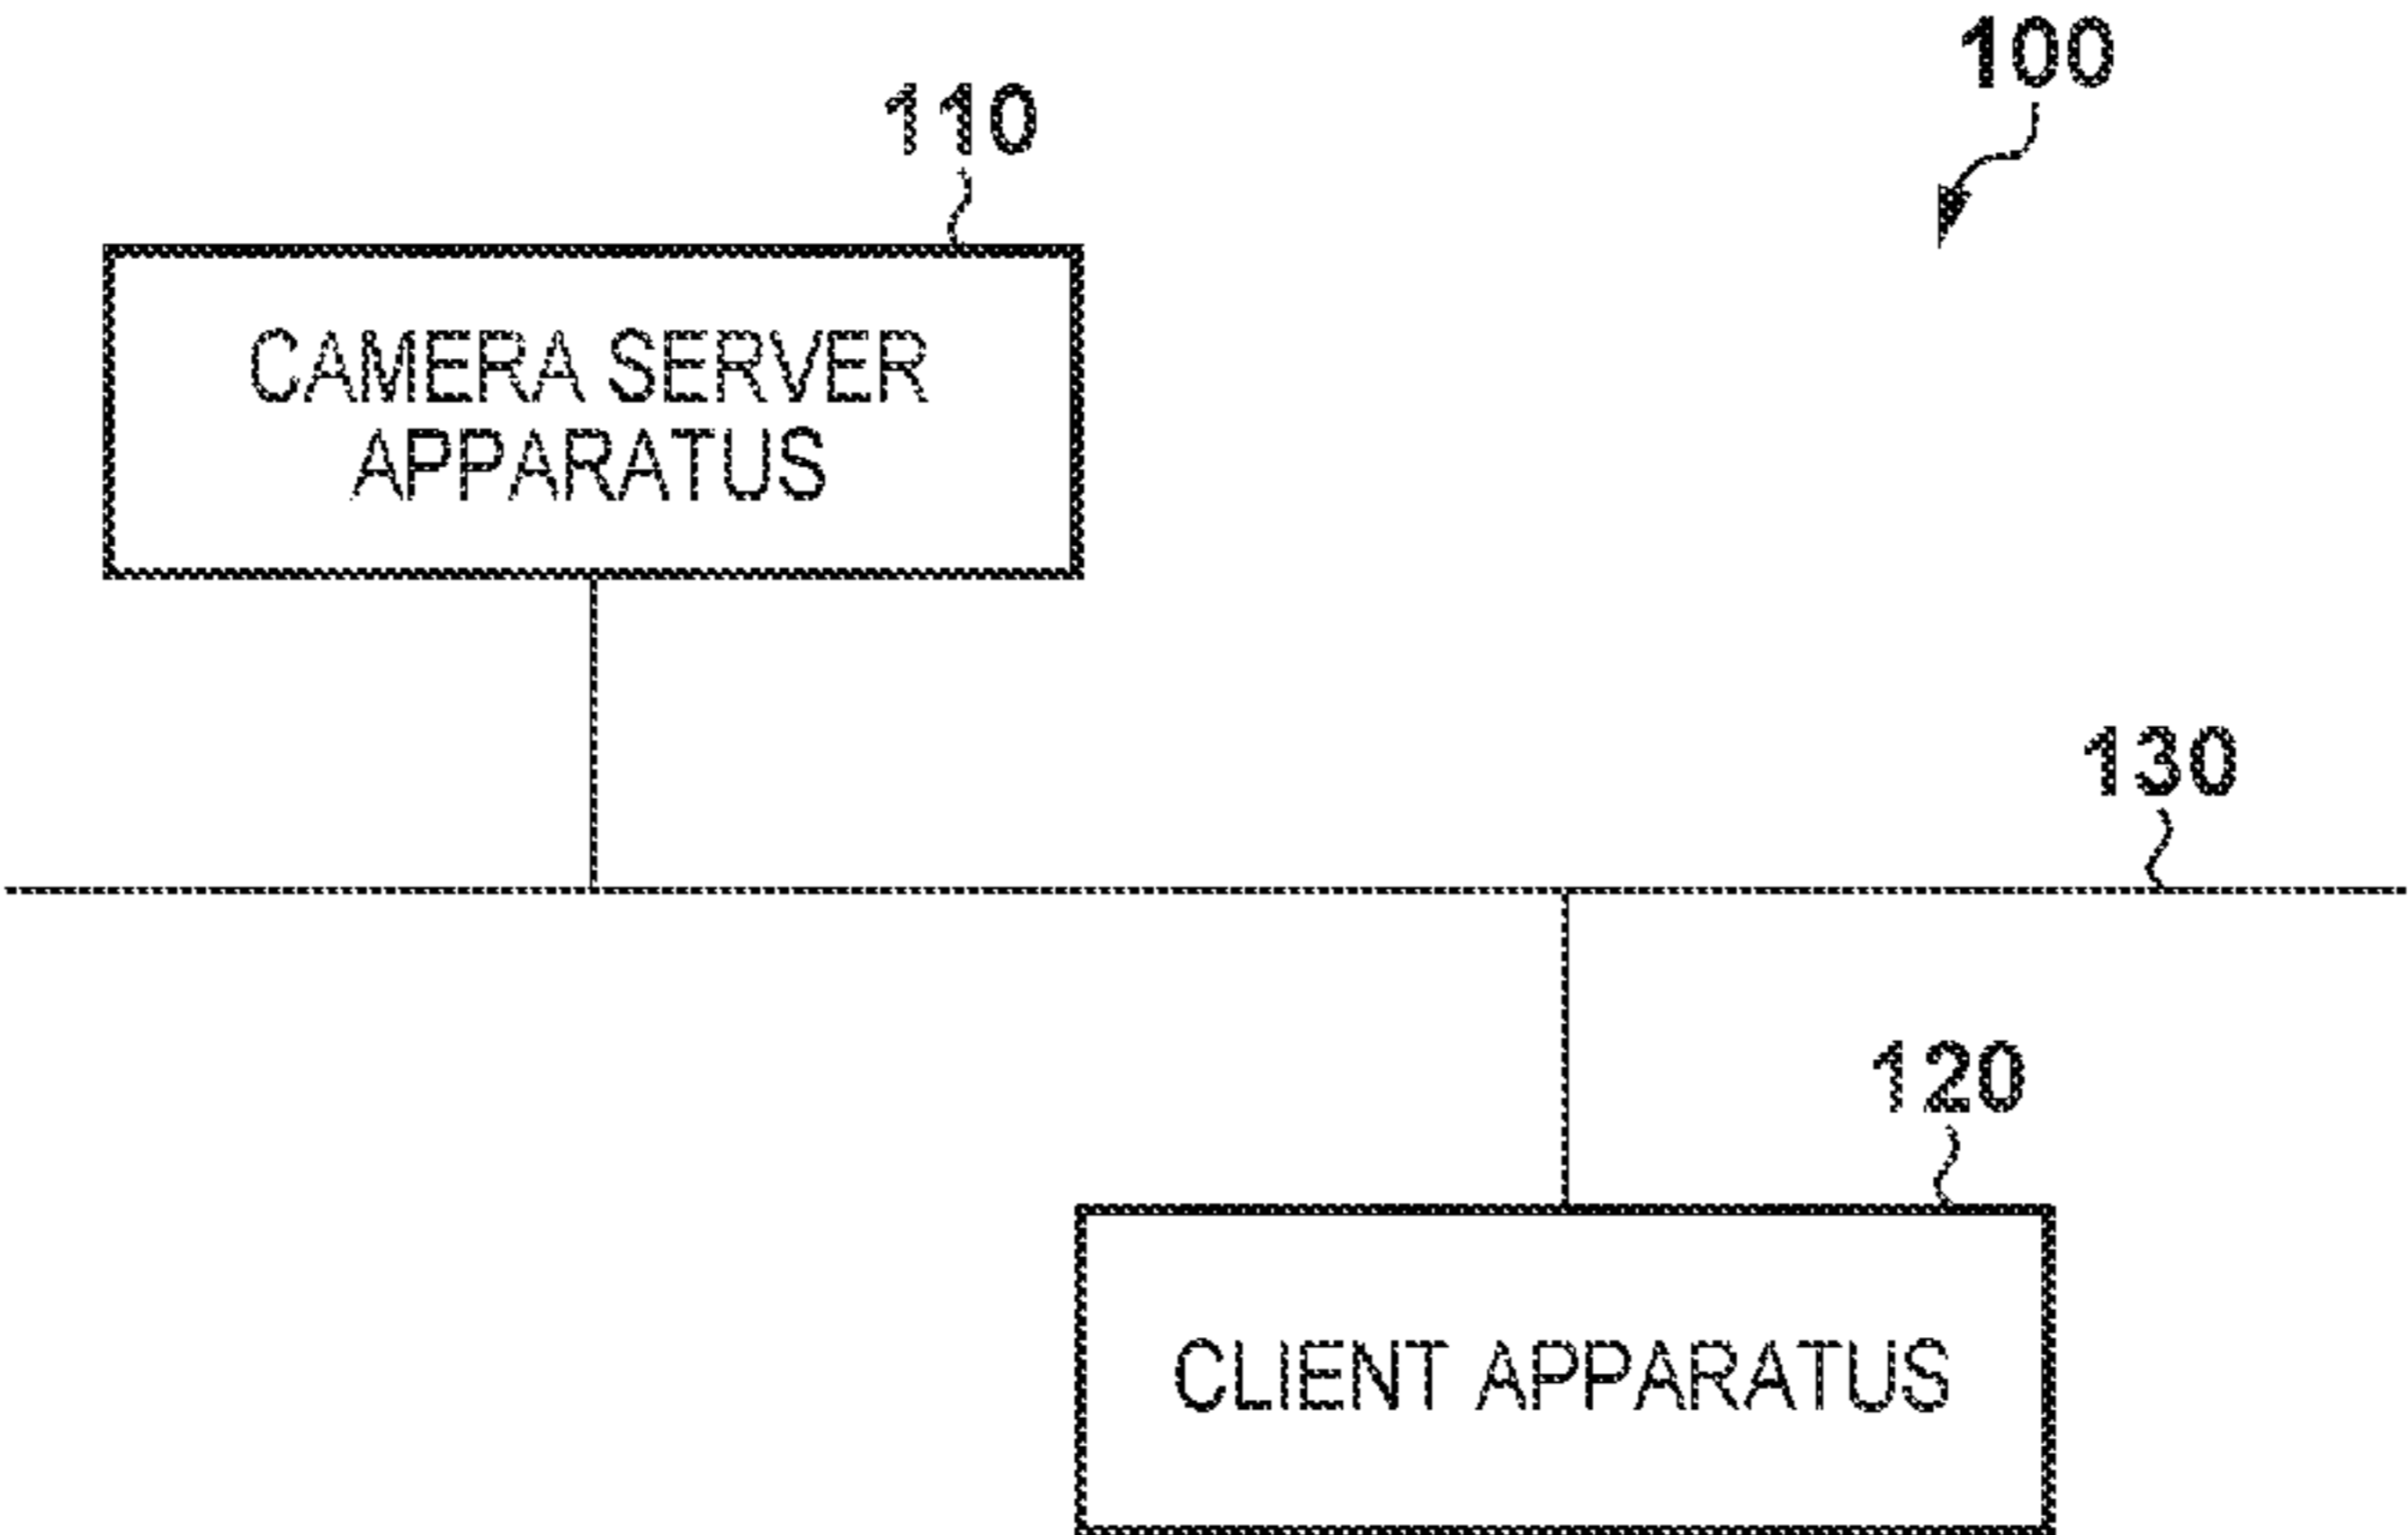 100
110
CAMERA SERVER
APPARATUS
130
120
CLIENT APPARATUS